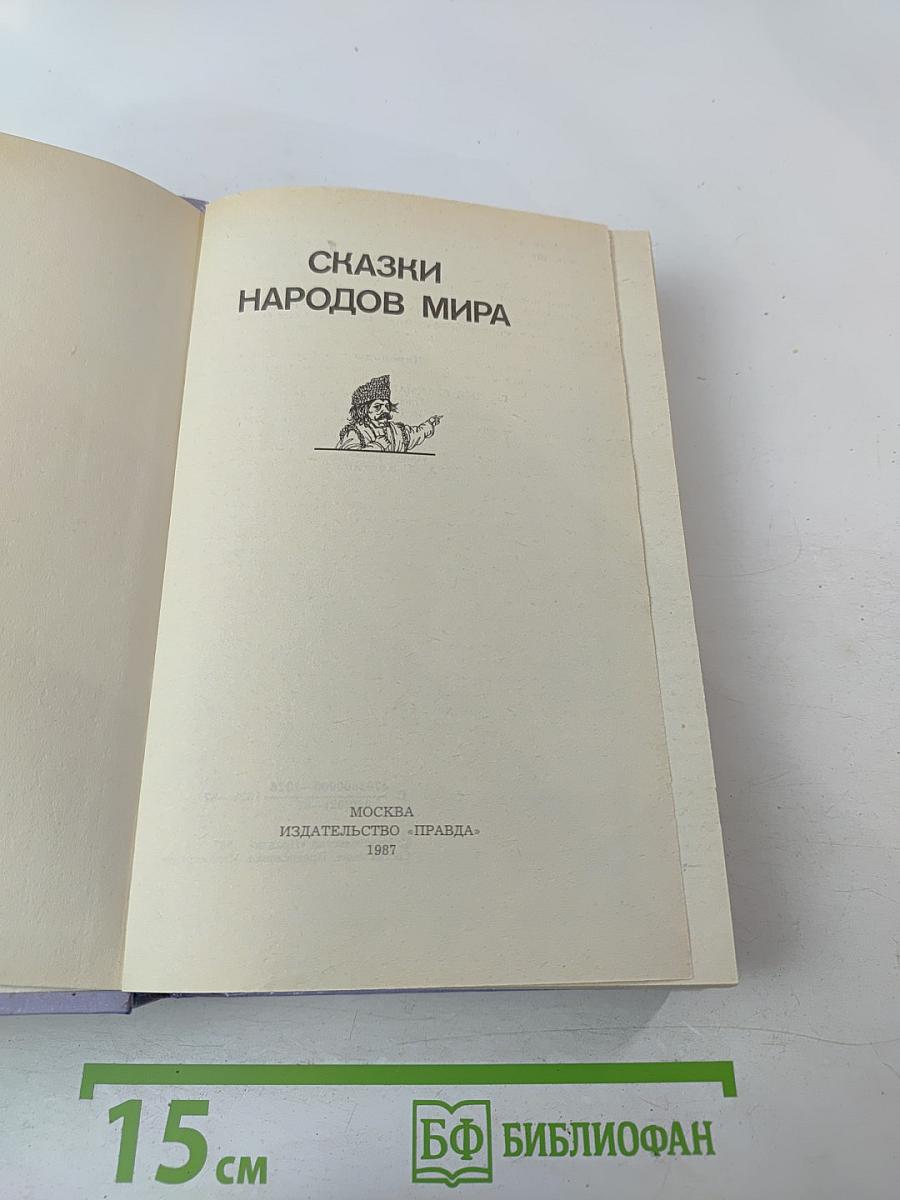 СКАЗКИ
НАРОДОВ МИРА
МОСКВА
ИЗДАТЕЛЬСТВО «ПРАВДА»
1987
15 см
БФ БИБЛИОФАН